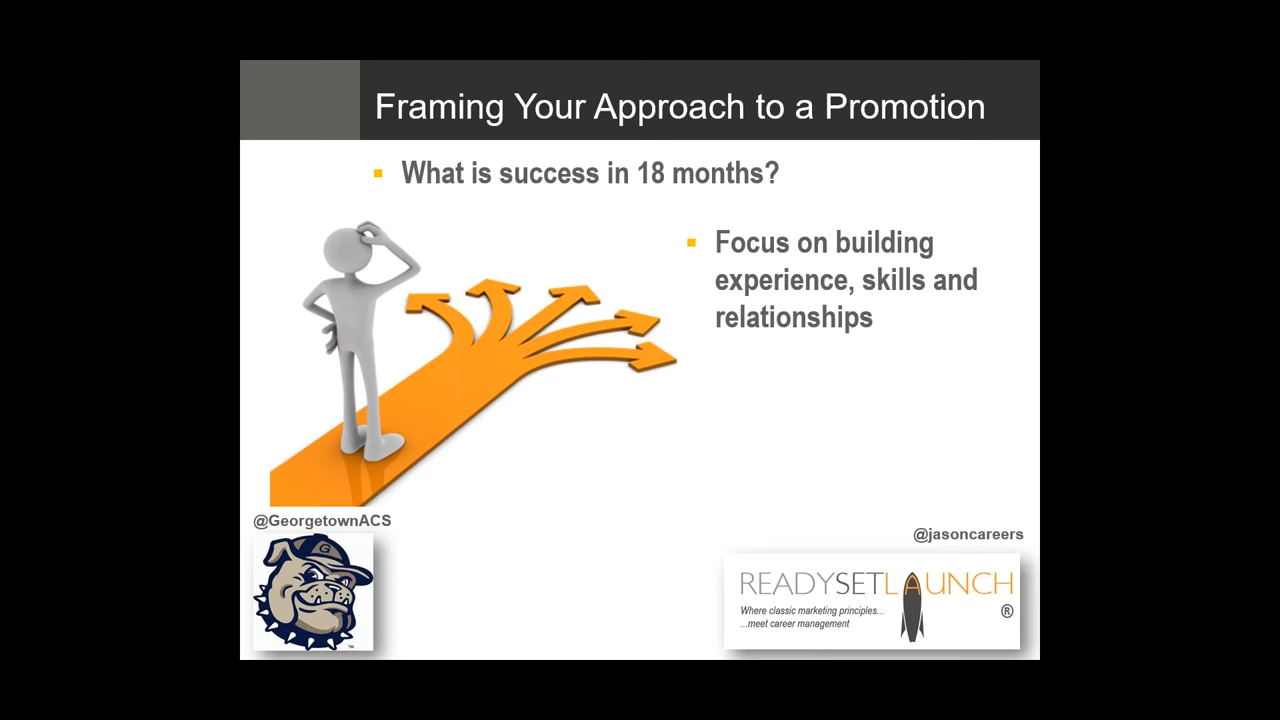 Framing Your Approach to a Promotion
What is success in 18 months?
Focus on building
experience, skills and
relationships
@GeorgetownACS
G
TM
@jasoncareers
READYSETLAUNCH
®
Where classic marketing principles...
...meet career management